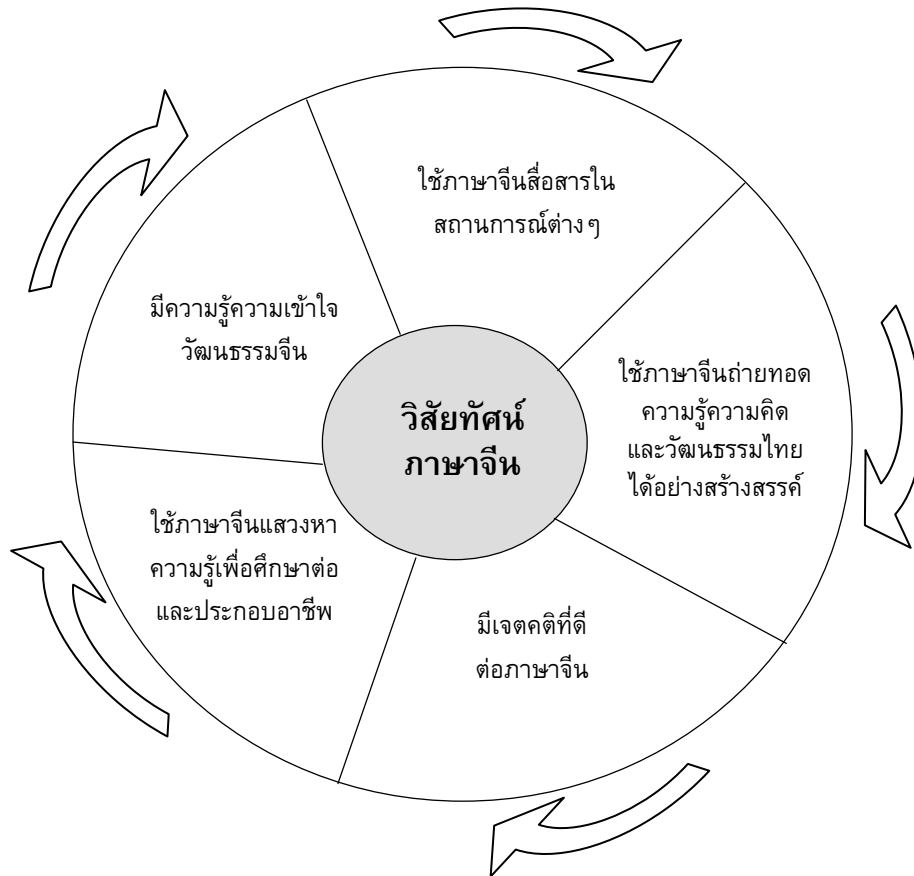 ใช้ภาษาจีนสื่อสารใน
สถานการณ์ต่าง ๆ
ใช้ภาษาจีนถ่ายทอด
ความรู้ความคิด
และวัฒนธรรมไทย
ได้อย่างสร้างสรรค์
มีเจตคติที่ดี
ต่อภาษาจีน
ใช้ภาษาจีนแสวงหา
ความรู้เพื่อศึกษาต่อ
และประกอบอาชีพ
มีความรู้ความเข้าใจ
วัฒนธรรมจีน
วิสัยทัศน์
ภาษาจีน